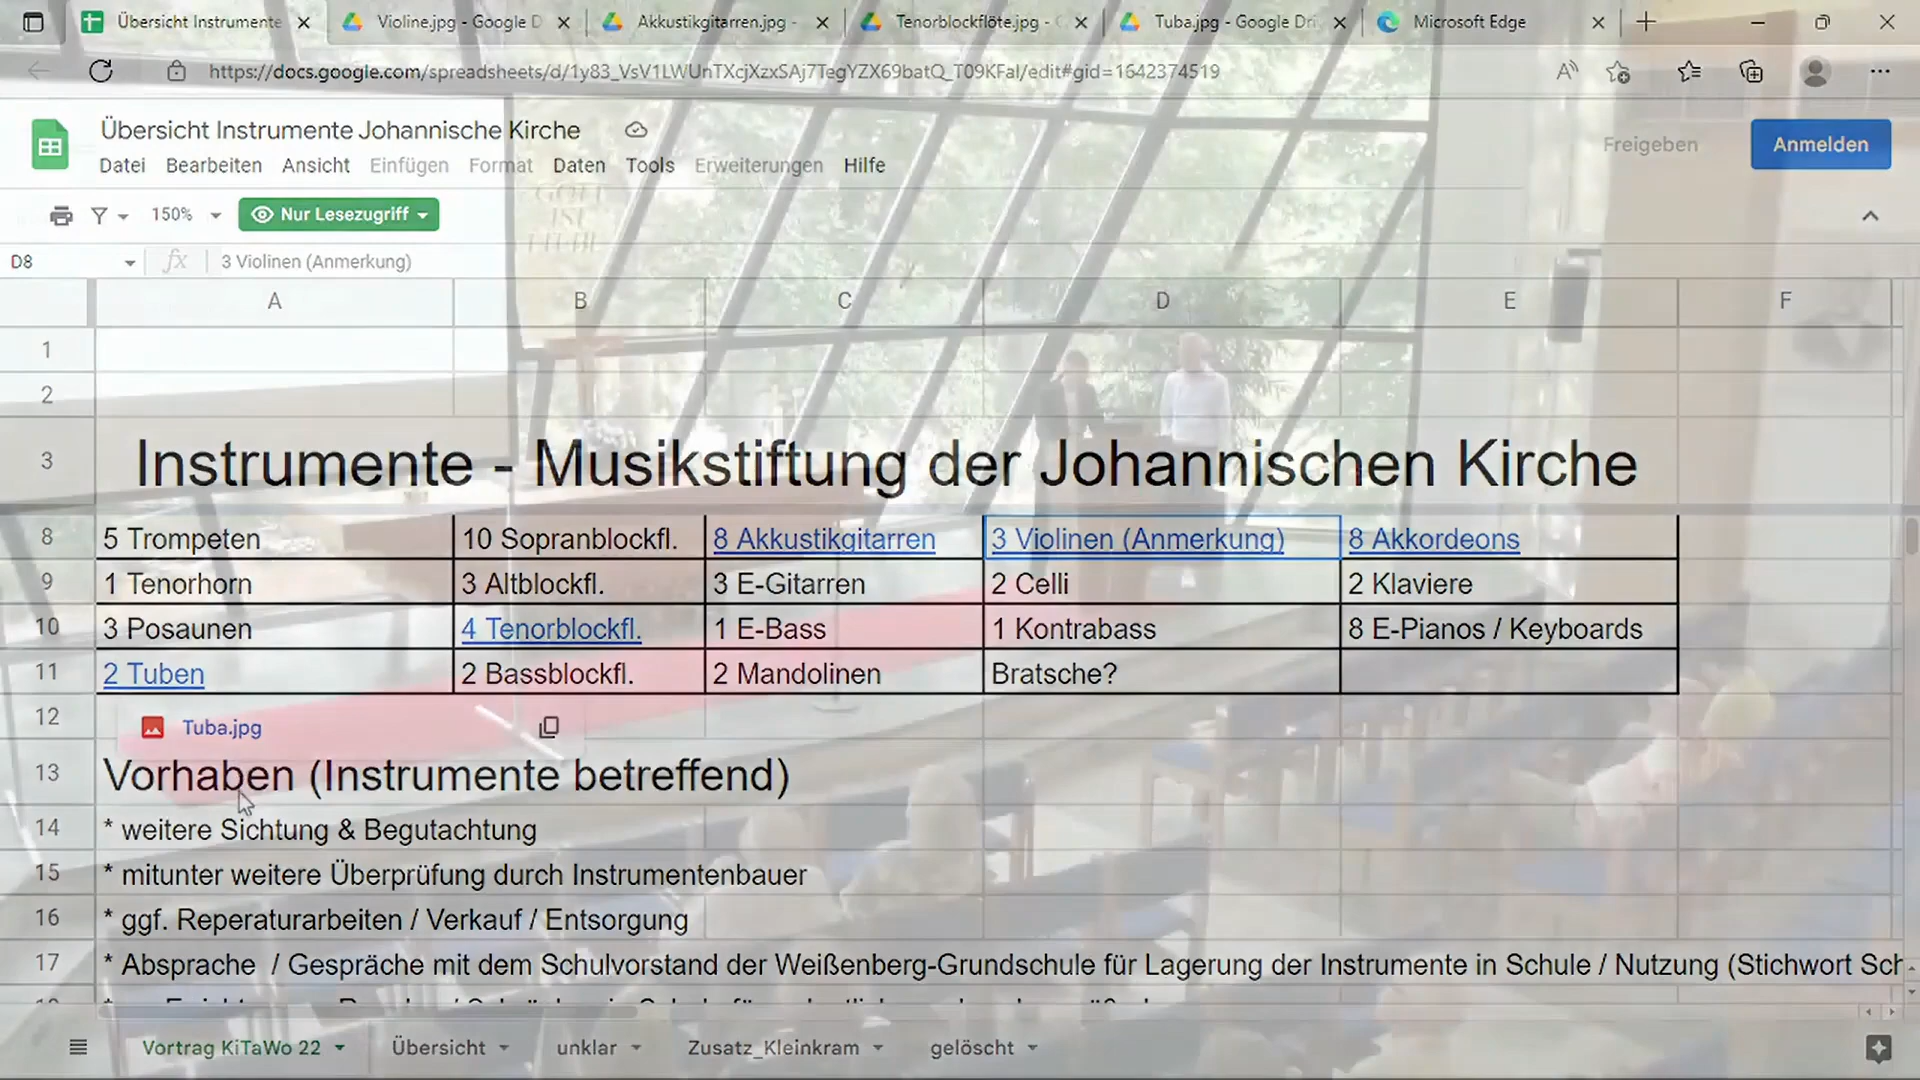 Übersicht Instrumente
Violine.jpg - Google D
Akkustikgitarren.jpg -
Tenorblockflöte.jpg -
Tuba.jpg - Google Dri
Microsoft Edge
https://docs.google.com/spreadsheets/d/1y83_VsV1LWUnTXcjXzxSAj7TegYZX69batQ_T09KFaI/edit#gid=1642374519
Übersicht Instrumente Johannische Kirche
Freigeben
Anmelden
Datei Bearbeiten Ansicht Einfügen Format Daten Tools Erweiterungen Hilfe
150% Nur Lesezugriff
GOTT
IST
LIEBE
D8 fx 3 Violinen (Anmerkung)
A B C D E F
1
2
3 Instrumente - Musikstiftung der Johannischen Kirche
8 5 Trompeten 10 Sopranblockfl. 8 Akkustikgitarren 3 Violinen (Anmerkung) 8 Akkordeons
9 1 Tenorhorn 3 Altblockfl. 3 E-Gitarren 2 Celli 2 Klaviere
10 3 Posaunen 4 Tenorblockfl. 1 E-Bass 1 Kontrabass 8 E-Pianos / Keyboards
11 2 Tuben 2 Bassblockfl. 2 Mandolinen Bratsche?
12 Tuba.jpg
13 Vorhaben (Instrumente betreffend)
14 * weitere Sichtung & Begutachtung
15 * mitunter weitere Überprüfung durch Instrumentenbauer
16 * ggf. Reperaturarbeiten / Verkauf / Entsorgung
17 * Absprache / Gespräche mit dem Schulvorstand der Weißenberg-Grundschule für Lagerung der Instrumente in Schule / Nutzung (Stichwort Sch
Vortrag KiTaWo 22 Übersicht unklar Zusatz_Kleinkram gelöscht